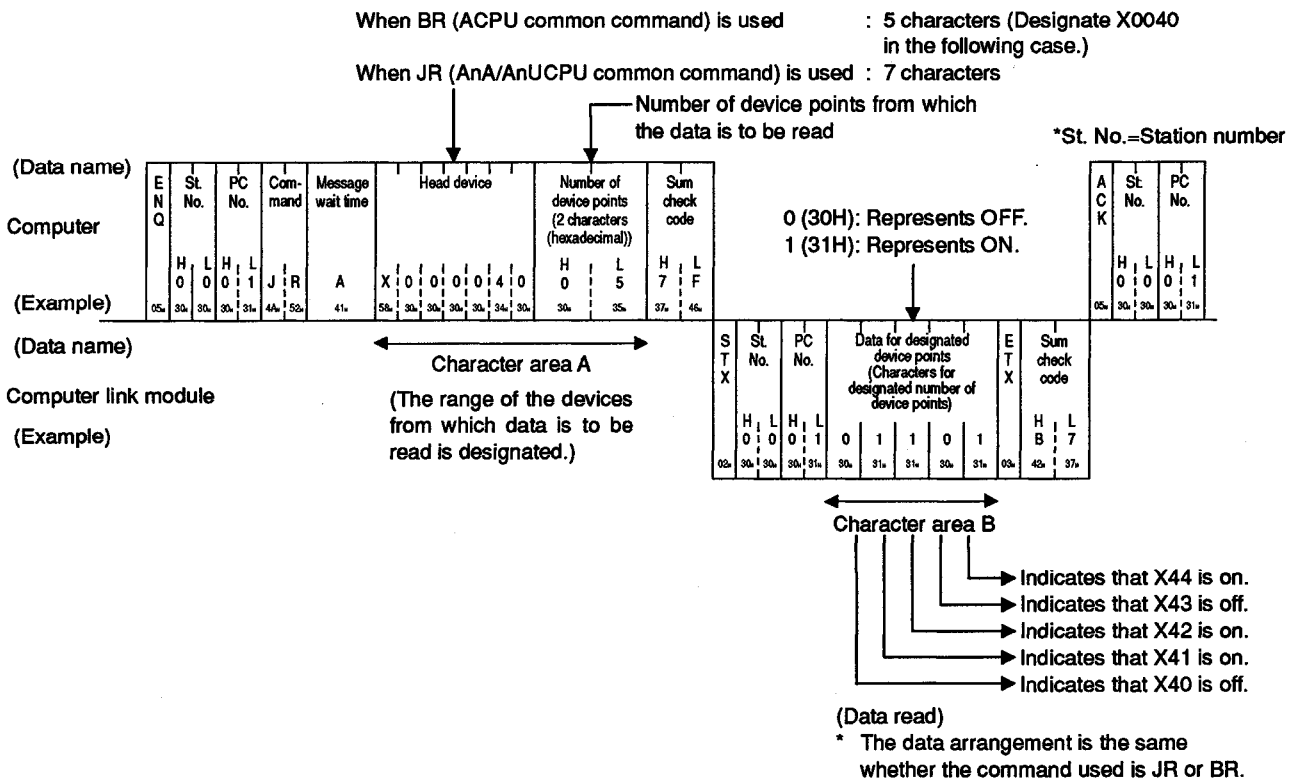 When BR (ACPU common command) is used : 5 characters (Designate X0040
in the following case.)
When JR (AnA/AnUCPU common command) is used : 7 characters
Number of device points from which
the data is to be read
*St. No.=Station number
(Data name)
Computer
(Example)
E N Q
St. No.
PC No.
Com-mand
Message wait time
Head device
Number of device points (2 characters (hexadecimal))
Sum check code
H L H L H L H L
0 0 0 1 J R A X 0 0 0 0 4 0 0 5 7 F
05H 30H 30H 30H 31H 4AH 52H 41H 58H 30H 30H 30H 30H 34H 30H 30H 35H 37H 46H
0 (30H): Represents OFF.
1 (31H): Represents ON.
A C K
St. No.
PC No.
H L H L
0 0 0 1
05H 30H 30H 30H 31H
(Data name)
Computer link module
(Example)
Character area A
(The range of the devices
from which data is to be
read is designated.)
S T X
St. No.
PC No.
Data for designated device points (Characters for designated number of device points)
E T X
Sum check code
H L H L H L
0 0 0 1 0 1 1 0 1 B 7
02H 30H 30H 30H 31H 30H 31H 31H 30H 31H 03H 42H 37H
Character area B
Indicates that X44 is on.
Indicates that X43 is off.
Indicates that X42 is on.
Indicates that X41 is on.
Indicates that X40 is off.
(Data read)
* The data arrangement is the same
whether the command used is JR or BR.